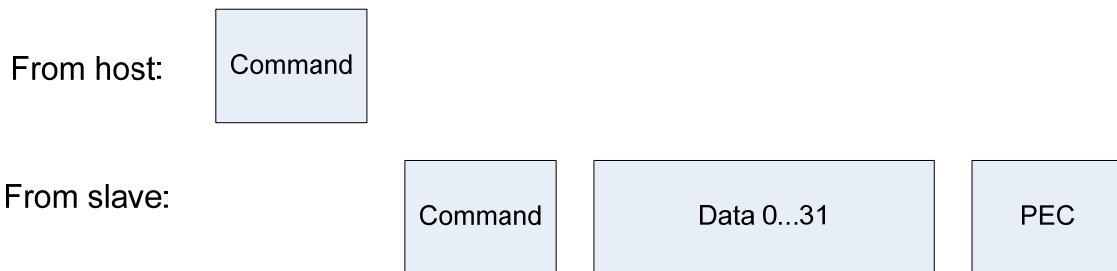 From host:
Command
From slave:
Command
Data 0...31
PEC